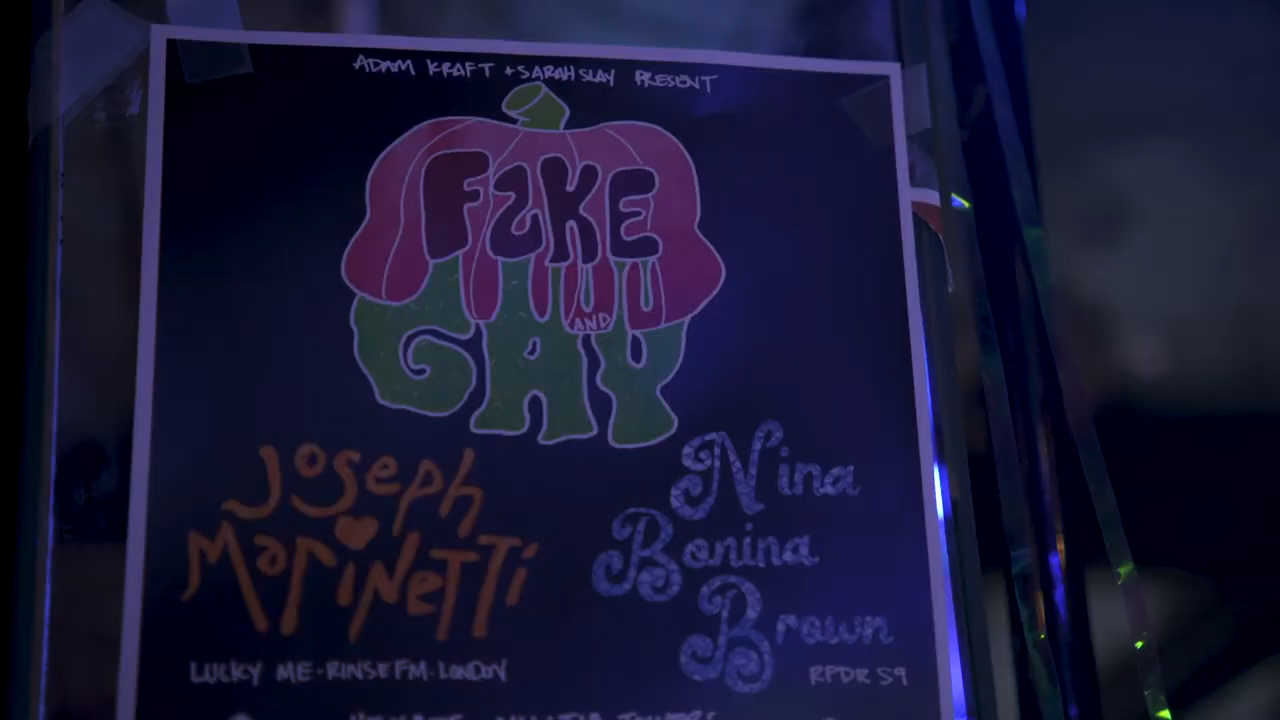 ADAM KRAFT + SARAH SLAY PRESENT
FAKE
AND
GAY
Joseph
Marinetti
Nina
Bonina
Brown
LUCKY ME · RINSE FM · LONDON
RPDR S9